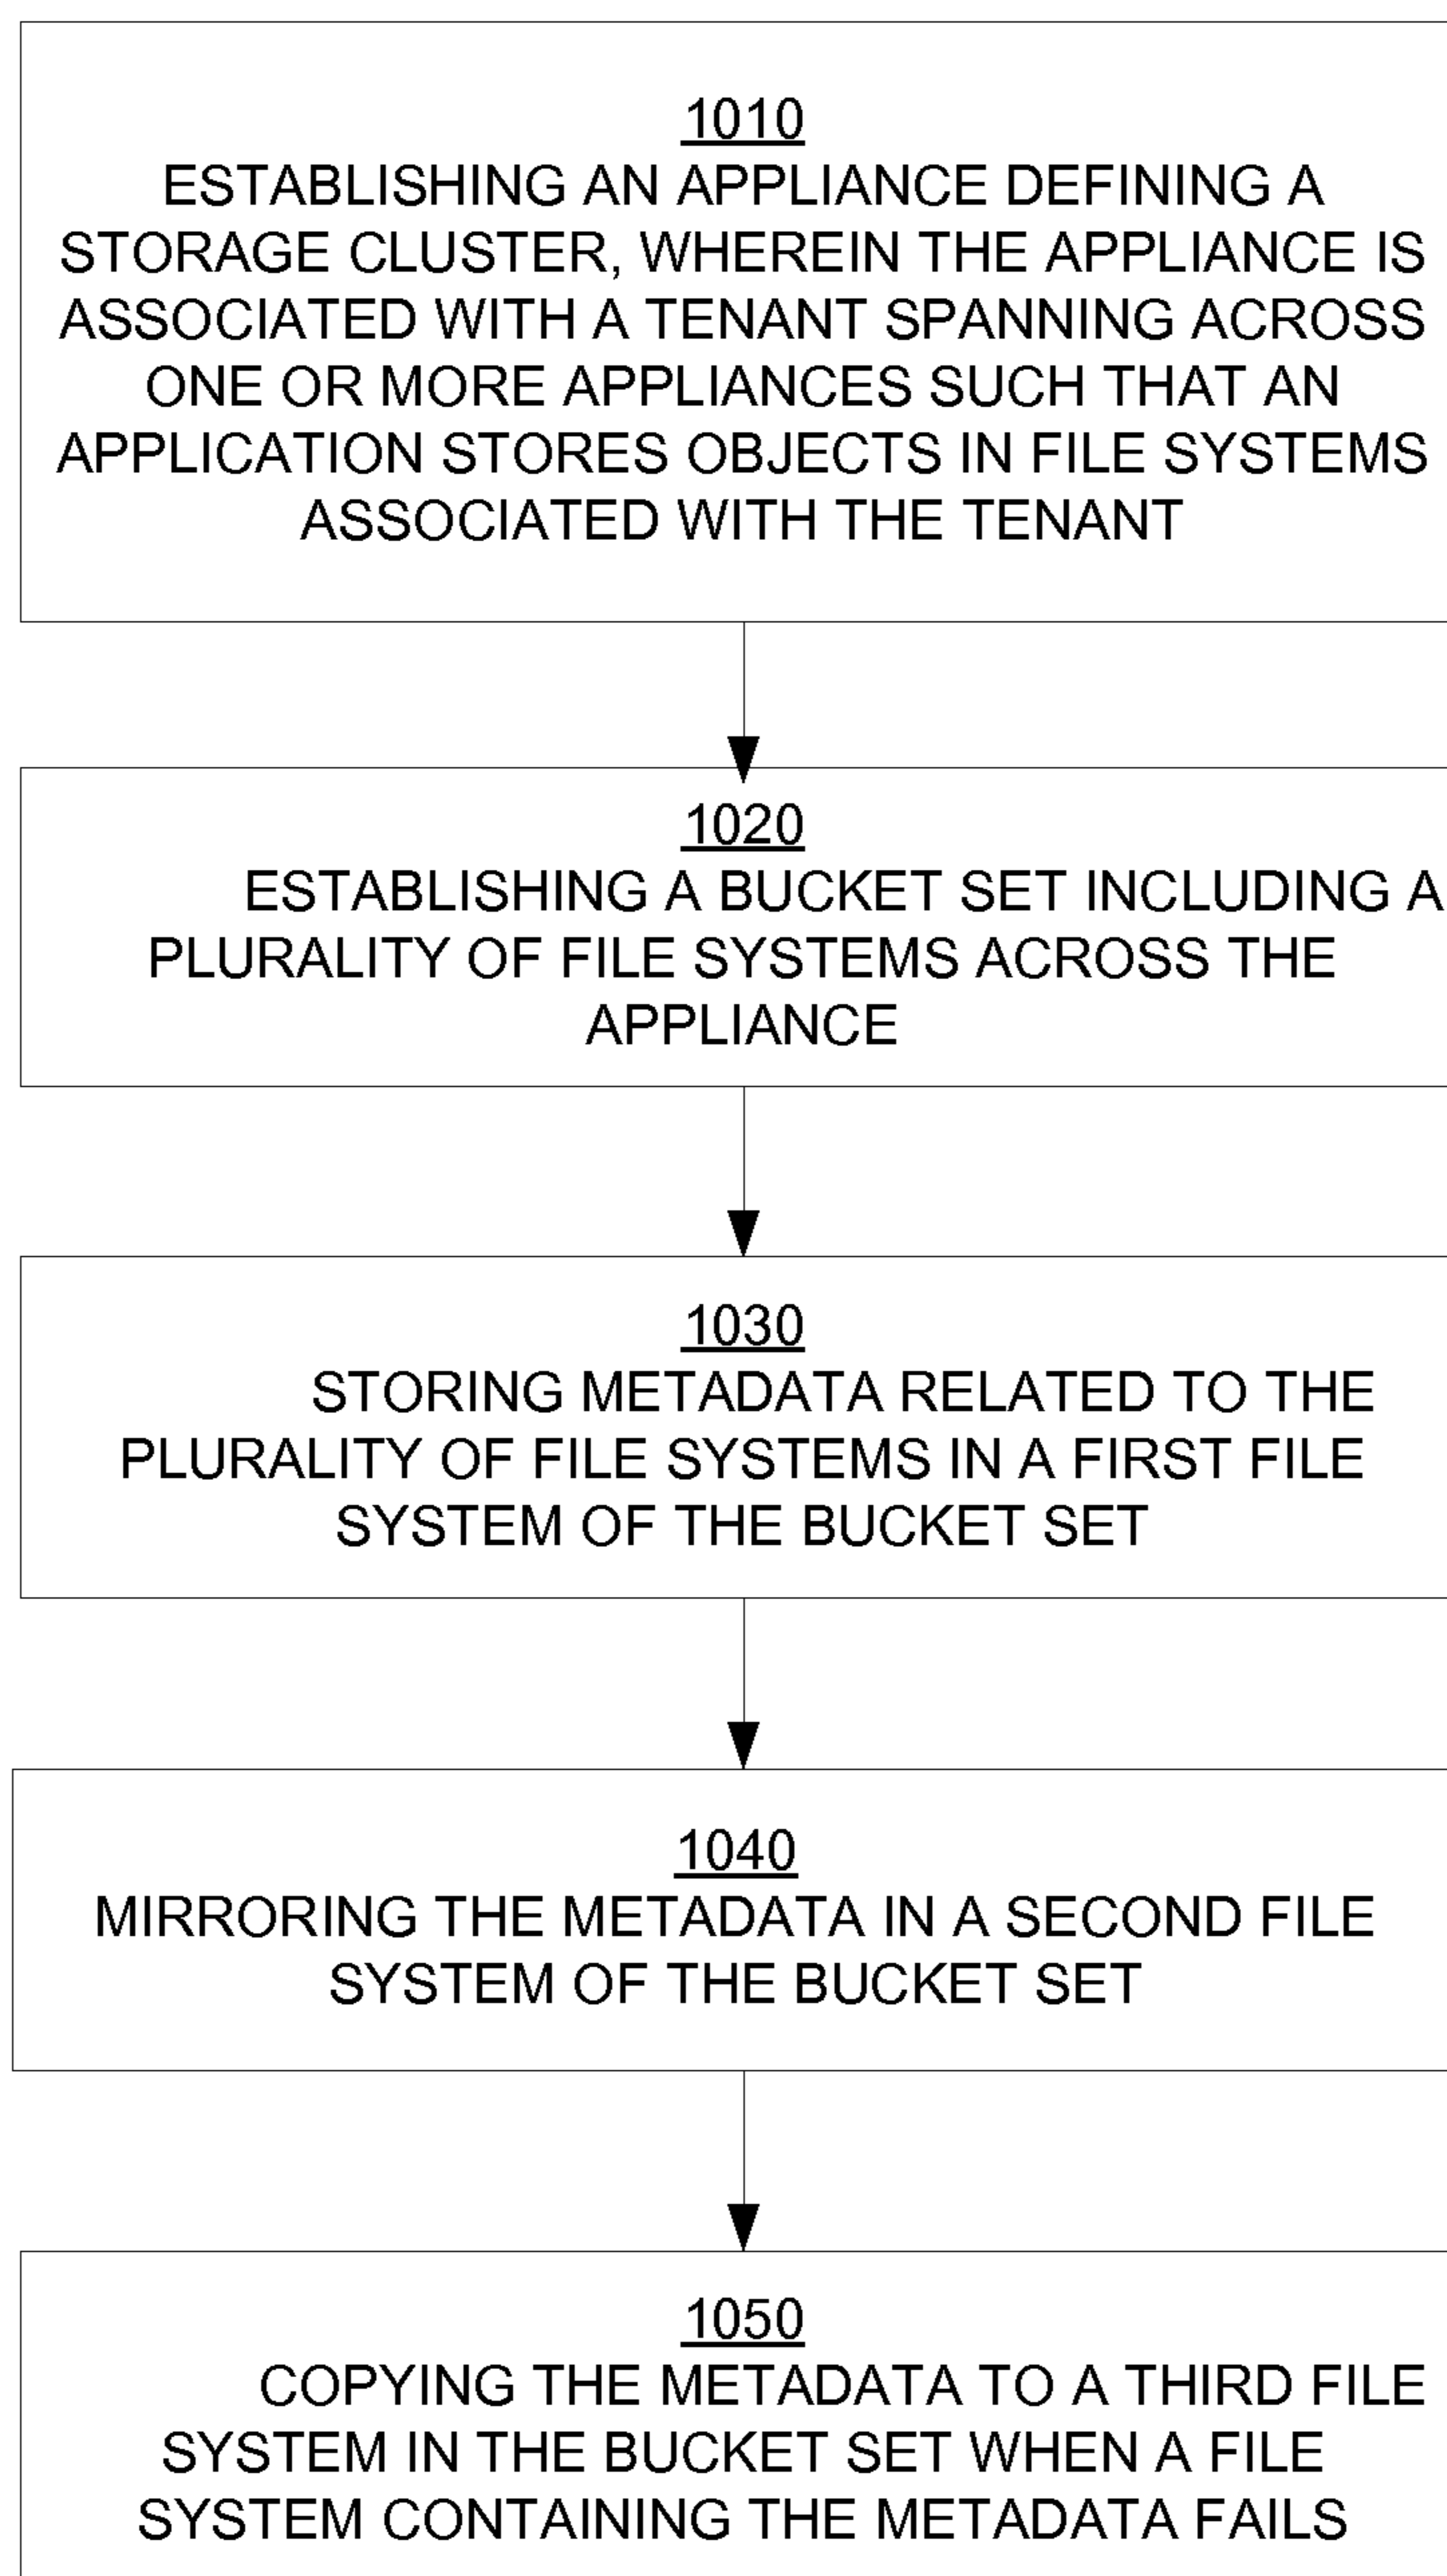 1010
ESTABLISHING AN APPLIANCE DEFINING A
STORAGE CLUSTER, WHEREIN THE APPLIANCE IS
ASSOCIATED WITH A TENANT SPANNING ACROSS
ONE OR MORE APPLIANCES SUCH THAT AN
APPLICATION STORES OBJECTS IN FILE SYSTEMS
ASSOCIATED WITH THE TENANT
1020
ESTABLISHING A BUCKET SET INCLUDING A
PLURALITY OF FILE SYSTEMS ACROSS THE
APPLIANCE
1030
STORING METADATA RELATED TO THE
PLURALITY OF FILE SYSTEMS IN A FIRST FILE
SYSTEM OF THE BUCKET SET
1040
MIRRORING THE METADATA IN A SECOND FILE
SYSTEM OF THE BUCKET SET
1050
COPYING THE METADATA TO A THIRD FILE
SYSTEM IN THE BUCKET SET WHEN A FILE
SYSTEM CONTAINING THE METADATA FAILS